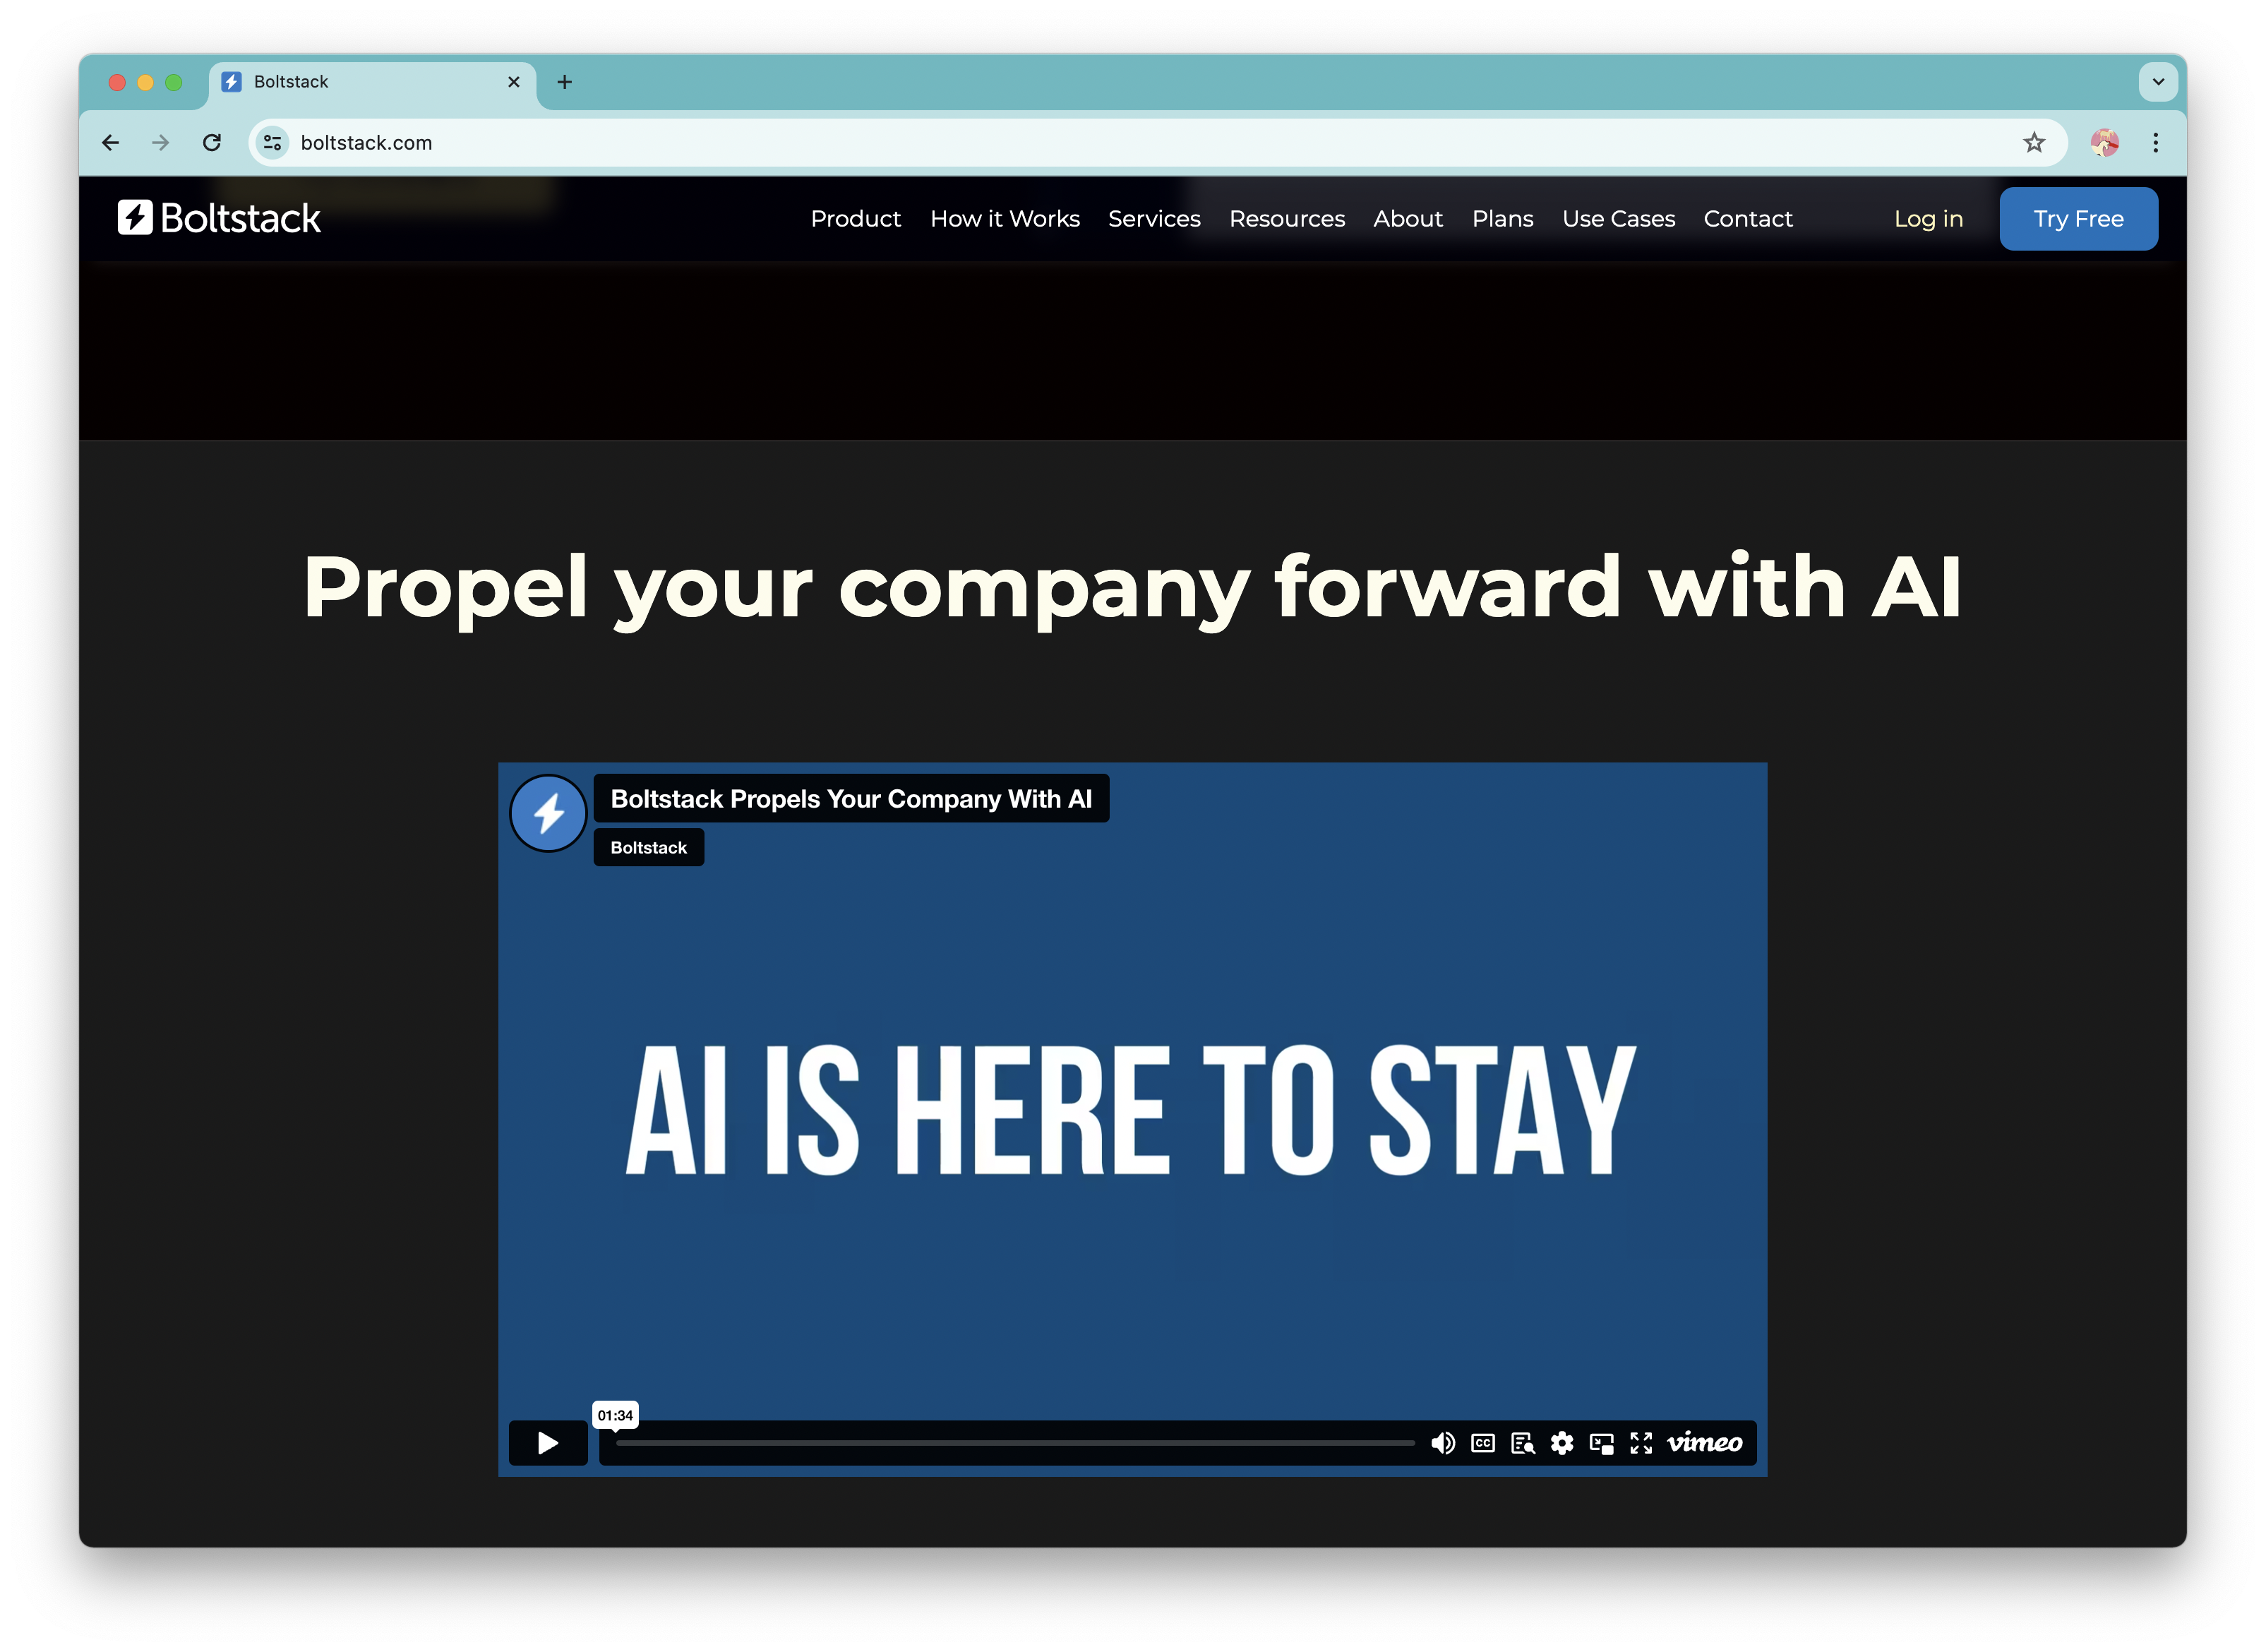 Boltstack
boltstack.com
Boltstack
Product How it Works Services Resources About Plans Use Cases Contact Log in Try Free
Propel your company forward with AI
Boltstack Propels Your Company With AI
Boltstack
AI IS HERE TO STAY
01:34
CC
vimeo